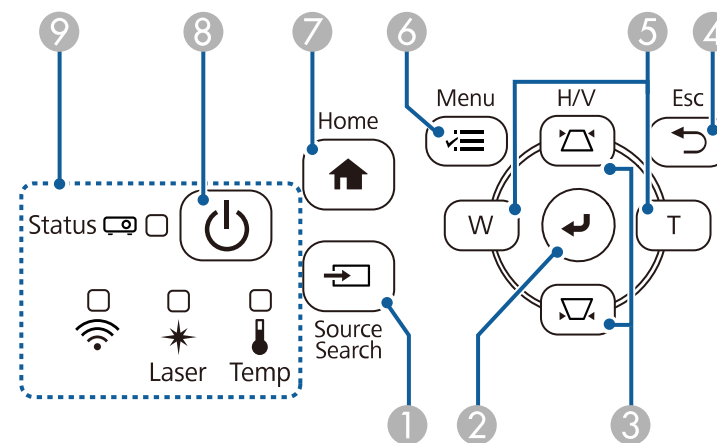 9 8 7 6 5 4
Menu H/V Esc
Home
Status
W T
Source
Search
Laser Temp
1 2 3